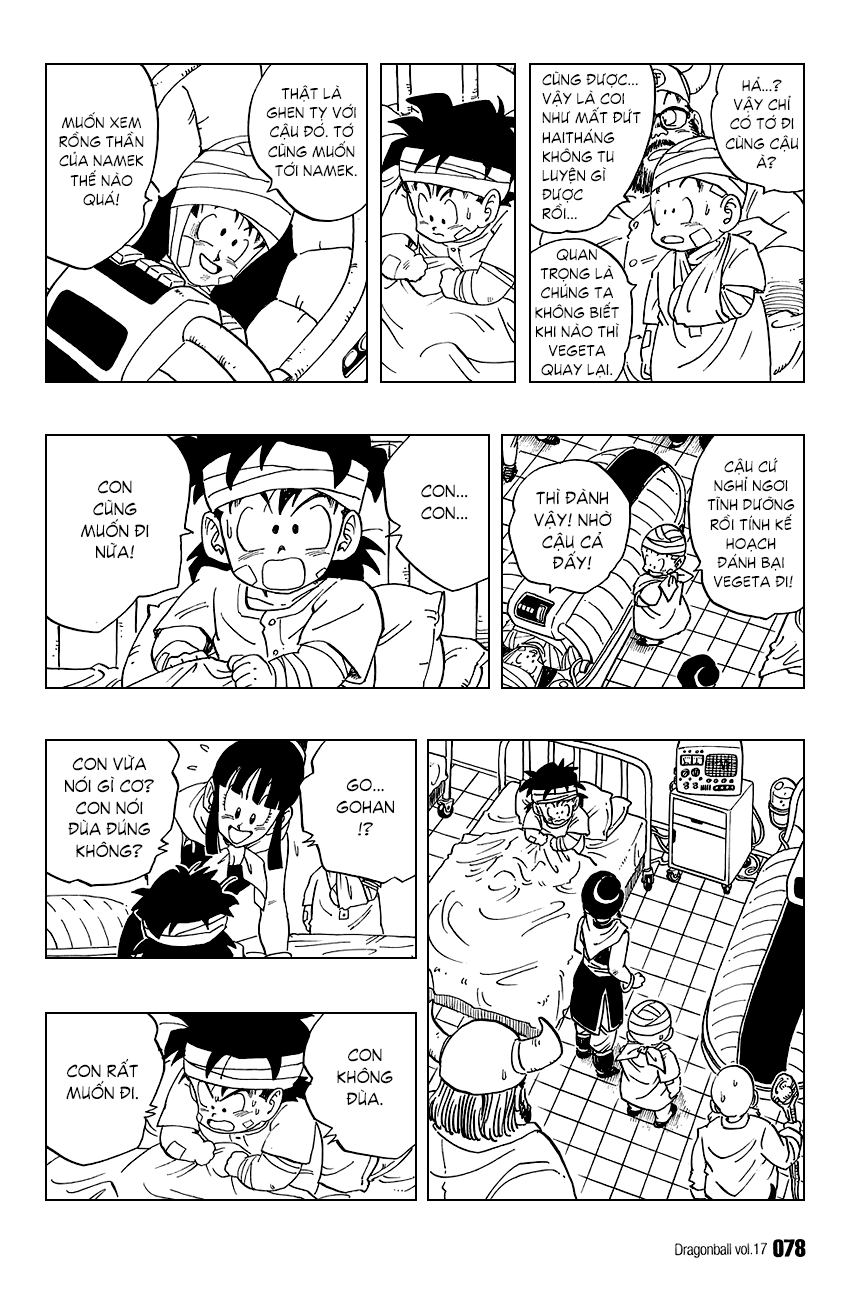 HẢ...?
VẬY CHỈ
CÓ TỚ ĐI
CÙNG CẬU
À?
CŨNG ĐƯỢC...
VẬY LÀ COI
NHƯ MẤT ĐỨT
HAITHÁNG
KHÔNG TU
LUYỆN GÌ
ĐƯỢC
RỒI...
QUAN
TRỌNG LÀ
CHÚNG TA
KHÔNG BIẾT
KHI NÀO THÌ
VEGETA
QUAY LẠI.
THẬT LÀ
GHEN TỴ VỚI
CẬU ĐÓ. TỚ
CŨNG MUỐN
TỚI NAMEK.
MUỐN XEM
RỒNG THẦN
CỦA NAMEK
THẾ NÀO
QUÁ!
CẬU CỨ
NGHỈ NGƠI
TĨNH DƯỠNG
RỒI TÍNH KẾ
HOẠCH
ĐÁNH BẠI
VEGETA ĐI!
THÌ ĐÀNH
VẬY! NHỜ
CẬU CẢ
ĐẤY!
CON...
CON...
CON
CŨNG
MUỐN ĐI
NỮA!
GO...
GOHAN
!?
CON VỪA
NÓI GÌ CƠ?
CON NÓI
ĐÙA ĐÚNG
KHÔNG?
CON
KHÔNG
ĐÙA.
CON RẤT
MUỐN ĐI.
Dragonball vol.17 078